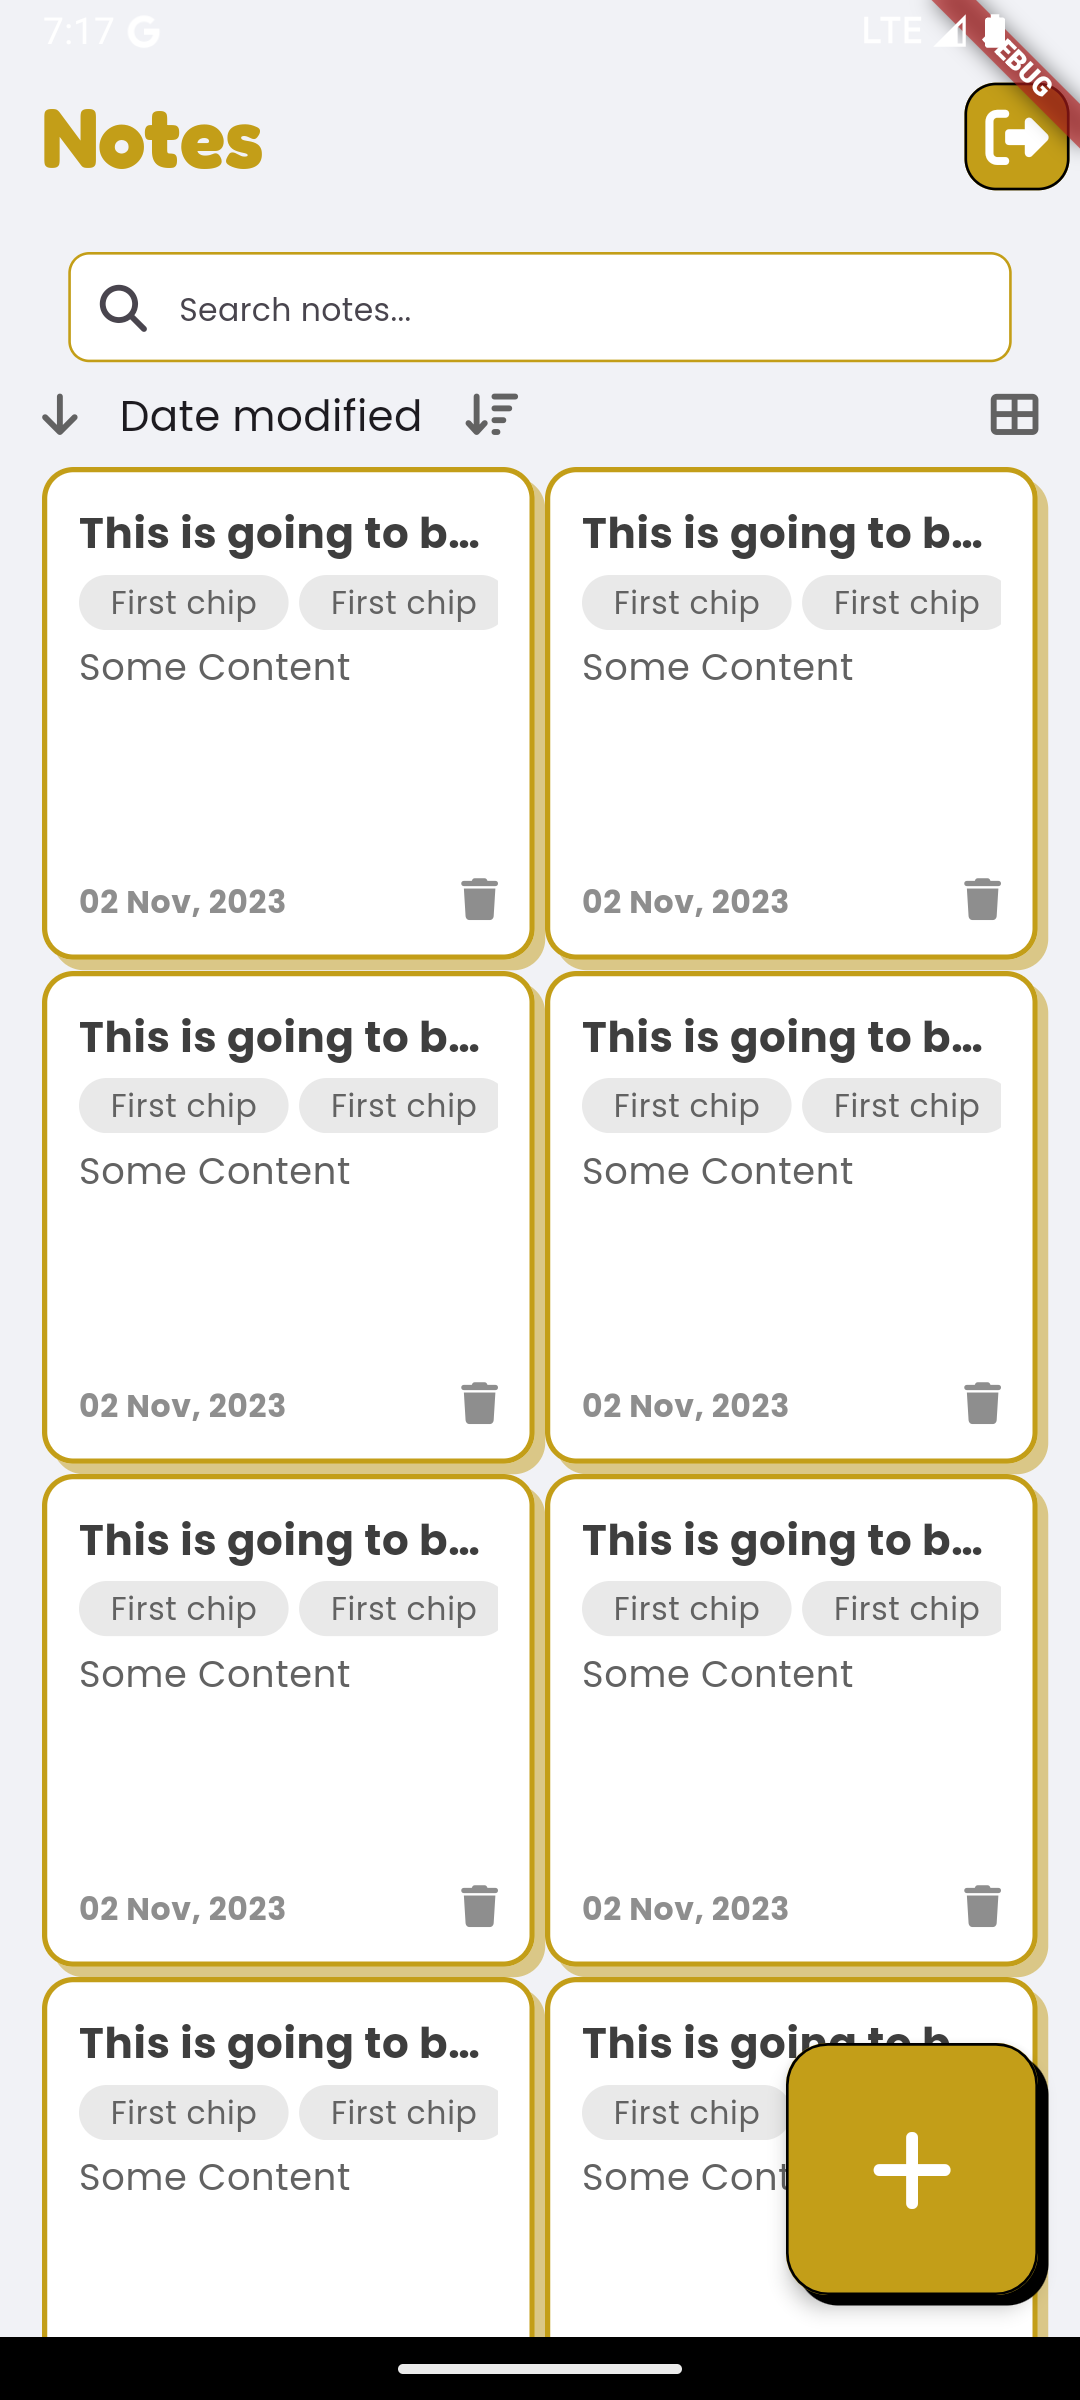 7:17 G LTE
DEBUG
Notes
Search notes...
Date modified
This is going to b... This is going to b...
First chip First chip First chip First chip
Some Content Some Content
02 Nov, 2023 02 Nov, 2023
This is going to b... This is going to b...
First chip First chip First chip First chip
Some Content Some Content
02 Nov, 2023 02 Nov, 2023
This is going to b... This is going to b...
First chip First chip First chip First chip
Some Content Some Content
02 Nov, 2023 02 Nov, 2023
This is going to b... This is going to b
First chip First chip First chip
Some Content Some Cont